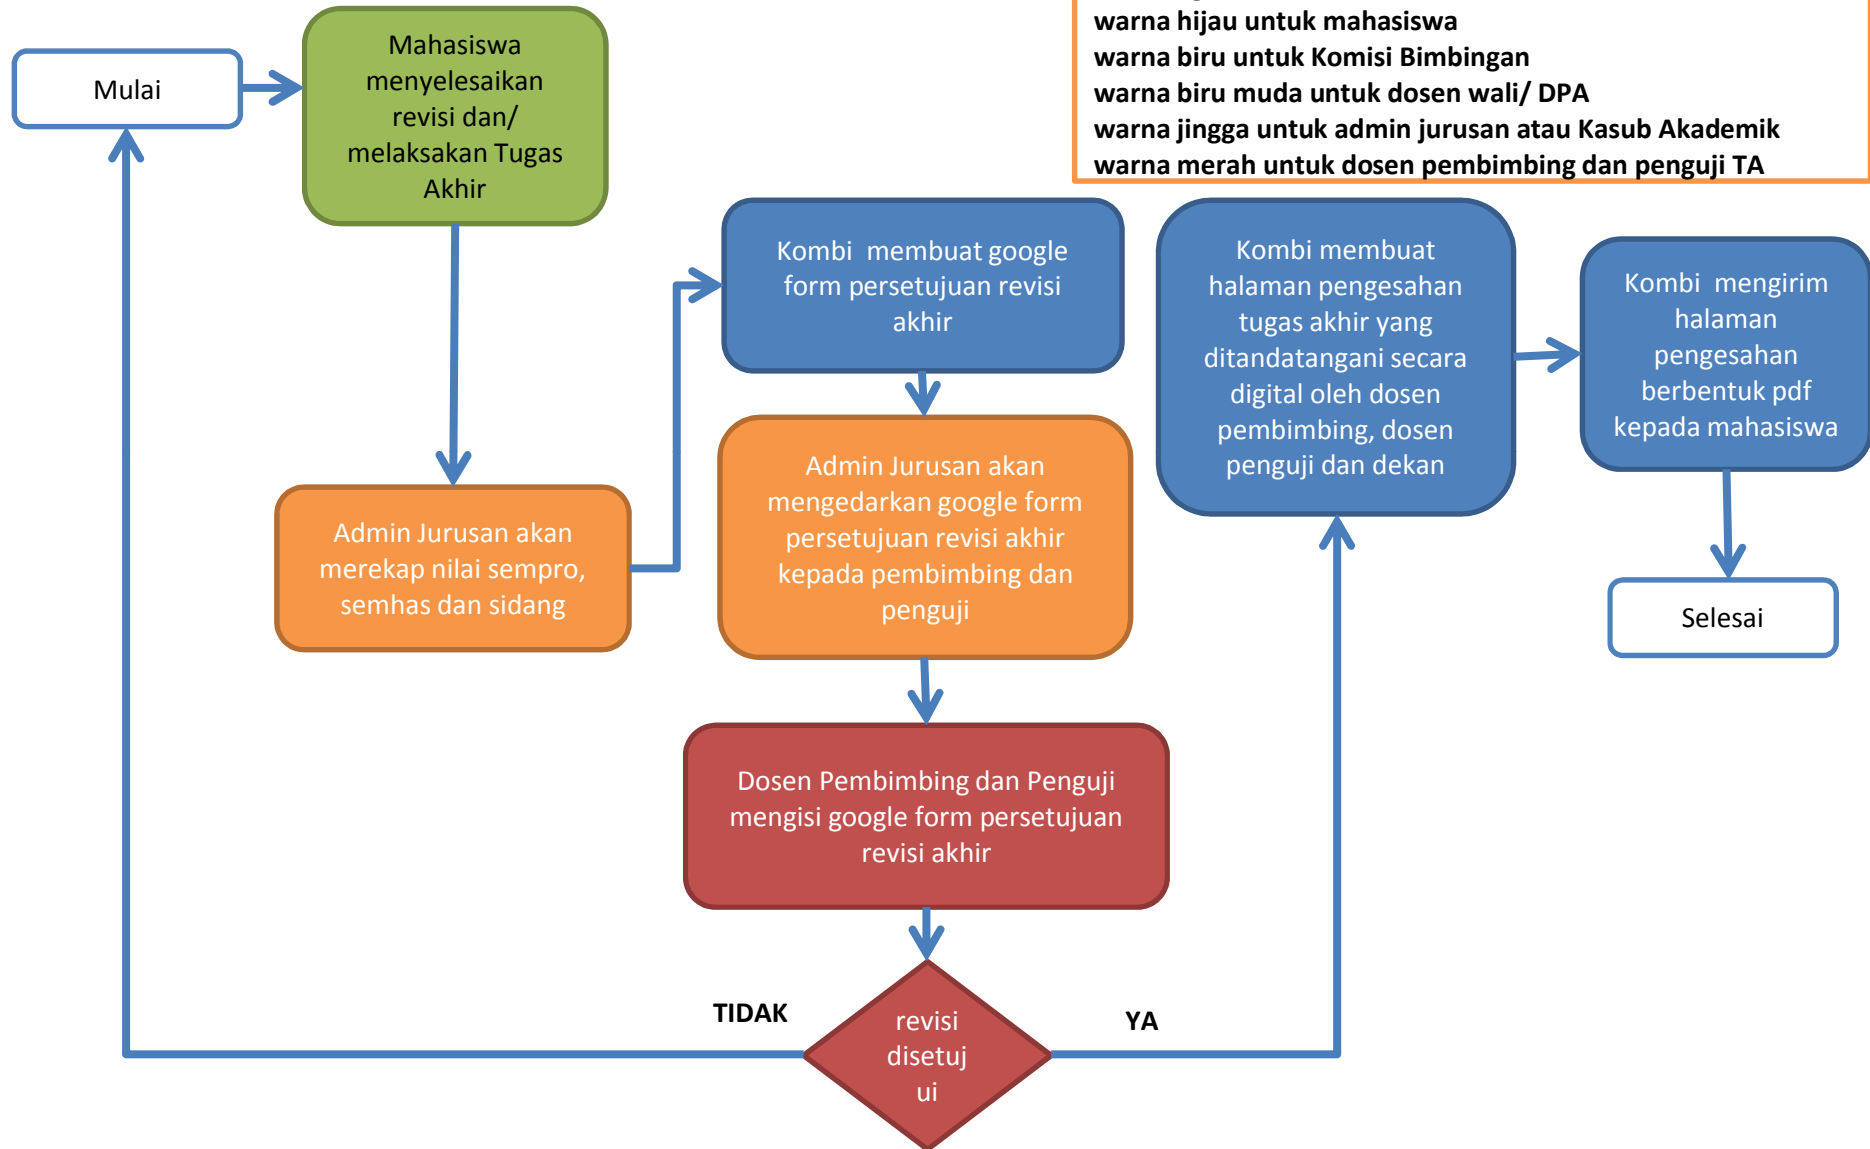 warna hijau untuk mahasiswa
warna biru untuk Komisi Bimbingan
warna biru muda untuk dosen wali/ DPA
warna jingga untuk admin jurusan atau Kasub Akademik
warna merah untuk dosen pembimbing dan penguji TA
Mulai
Mahasiswa
menyelesaikan
revisi dan/
melaksakan Tugas
Akhir
Admin Jurusan akan
merekap nilai sempro,
semhas dan sidang
Kombi  membuat google
form persetujuan revisi
akhir
Admin Jurusan akan
mengedarkan google form
persetujuan revisi akhir
kepada pembimbing dan
penguji
Dosen Pembimbing dan Penguji
mengisi google form persetujuan
revisi akhir
revisi
disetuj
ui
TIDAK
YA
Kombi membuat
halaman pengesahan
tugas akhir yang
ditandatangani secara
digital oleh dosen
pembimbing, dosen
penguji dan dekan
Kombi  mengirim
halaman
pengesahan
berbentuk pdf
kepada mahasiswa
Selesai